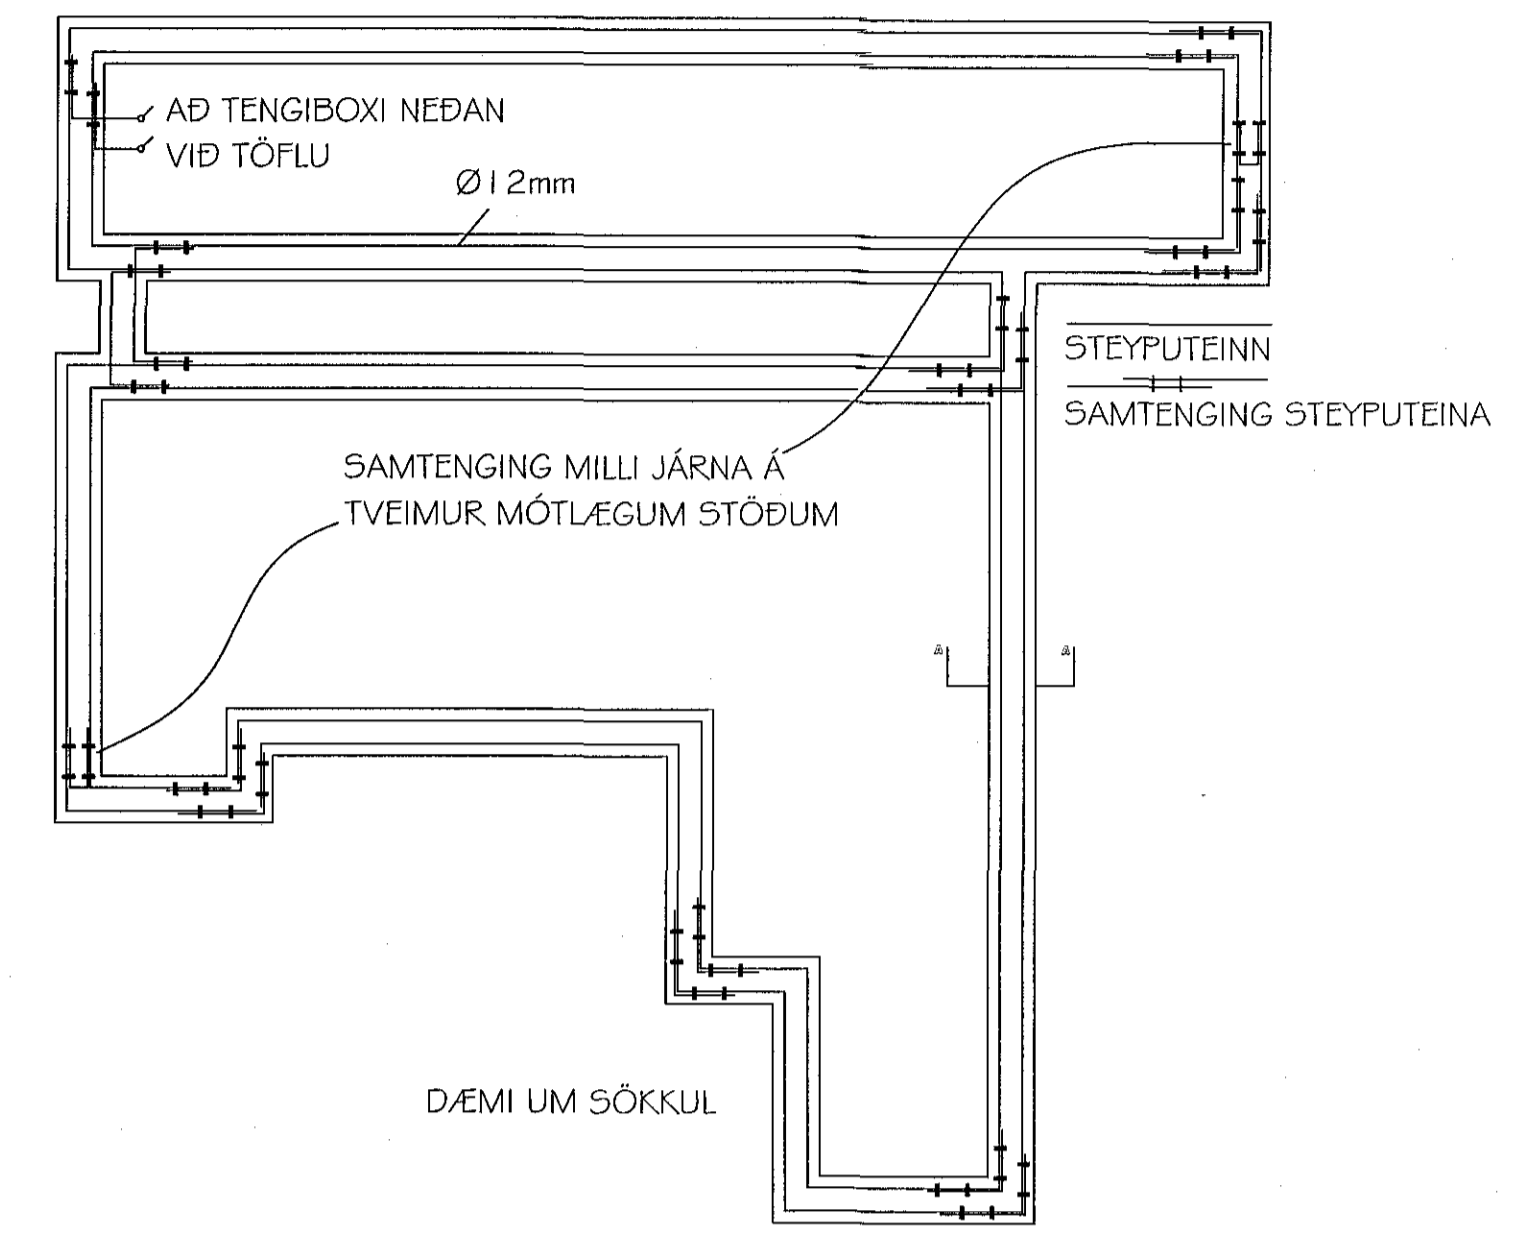 AÐ TENGIBOXI NEÐAN
VIÐ TÖFLU
Ø12mm
STEYPUTEINN
SAMTENGING STEYPUTEINA
SAMTENGING MILLI JÁRNA Á
TVEIMUR MÓTLÆGUM STÖÐUM
A
A
DÆMI UM SÖKKUL